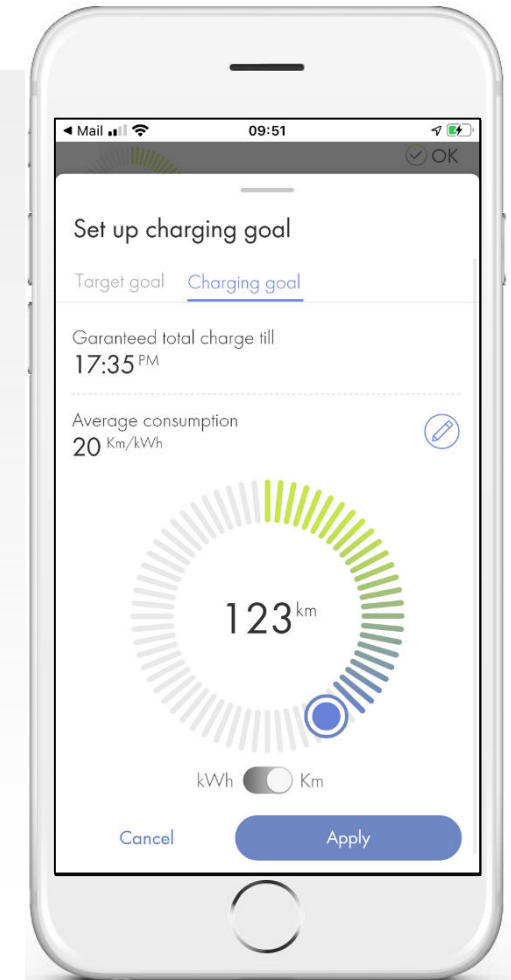 ◀ Mail 09:51
OK
Set up charging goal
Target goal Charging goal
Garanteed total charge till
17:35 PM
Average consumption
20 Km/kWh
123 km
kWh Km
Cancel Apply